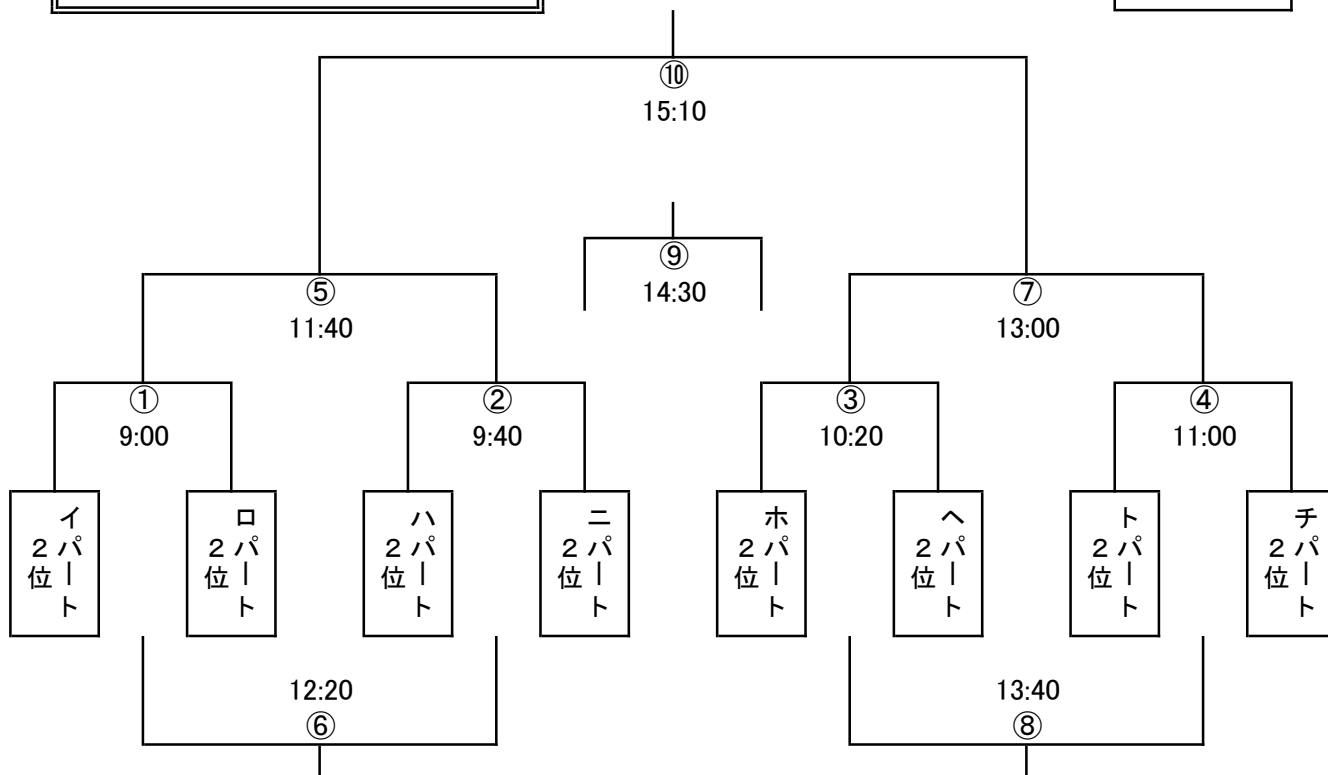 ⑩
15:10
⑨
14:30
⑤
11:40
⑦
13:00
①
9:00
②
9:40
③
10:20
④
11:00
イパート
2位
ロパート
2位
ハパート
2位
ニパート
2位
ホパート
2位
ヘパート
2位
トパート
2位
チパート
2位
12:20
⑥
13:40
⑧